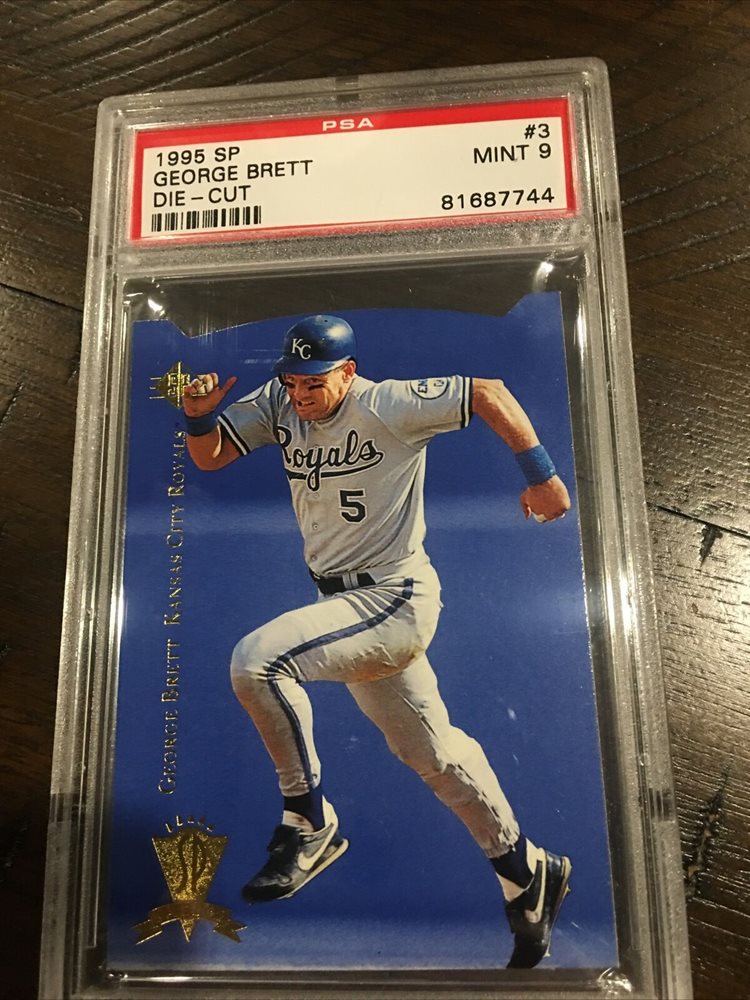 PSA
1995 SP #3
GEORGE BRETT MINT 9
DIE-CUT
81687744
KC
Royals
5
GEORGE BRETT KANSAS CITY ROYALS
SP